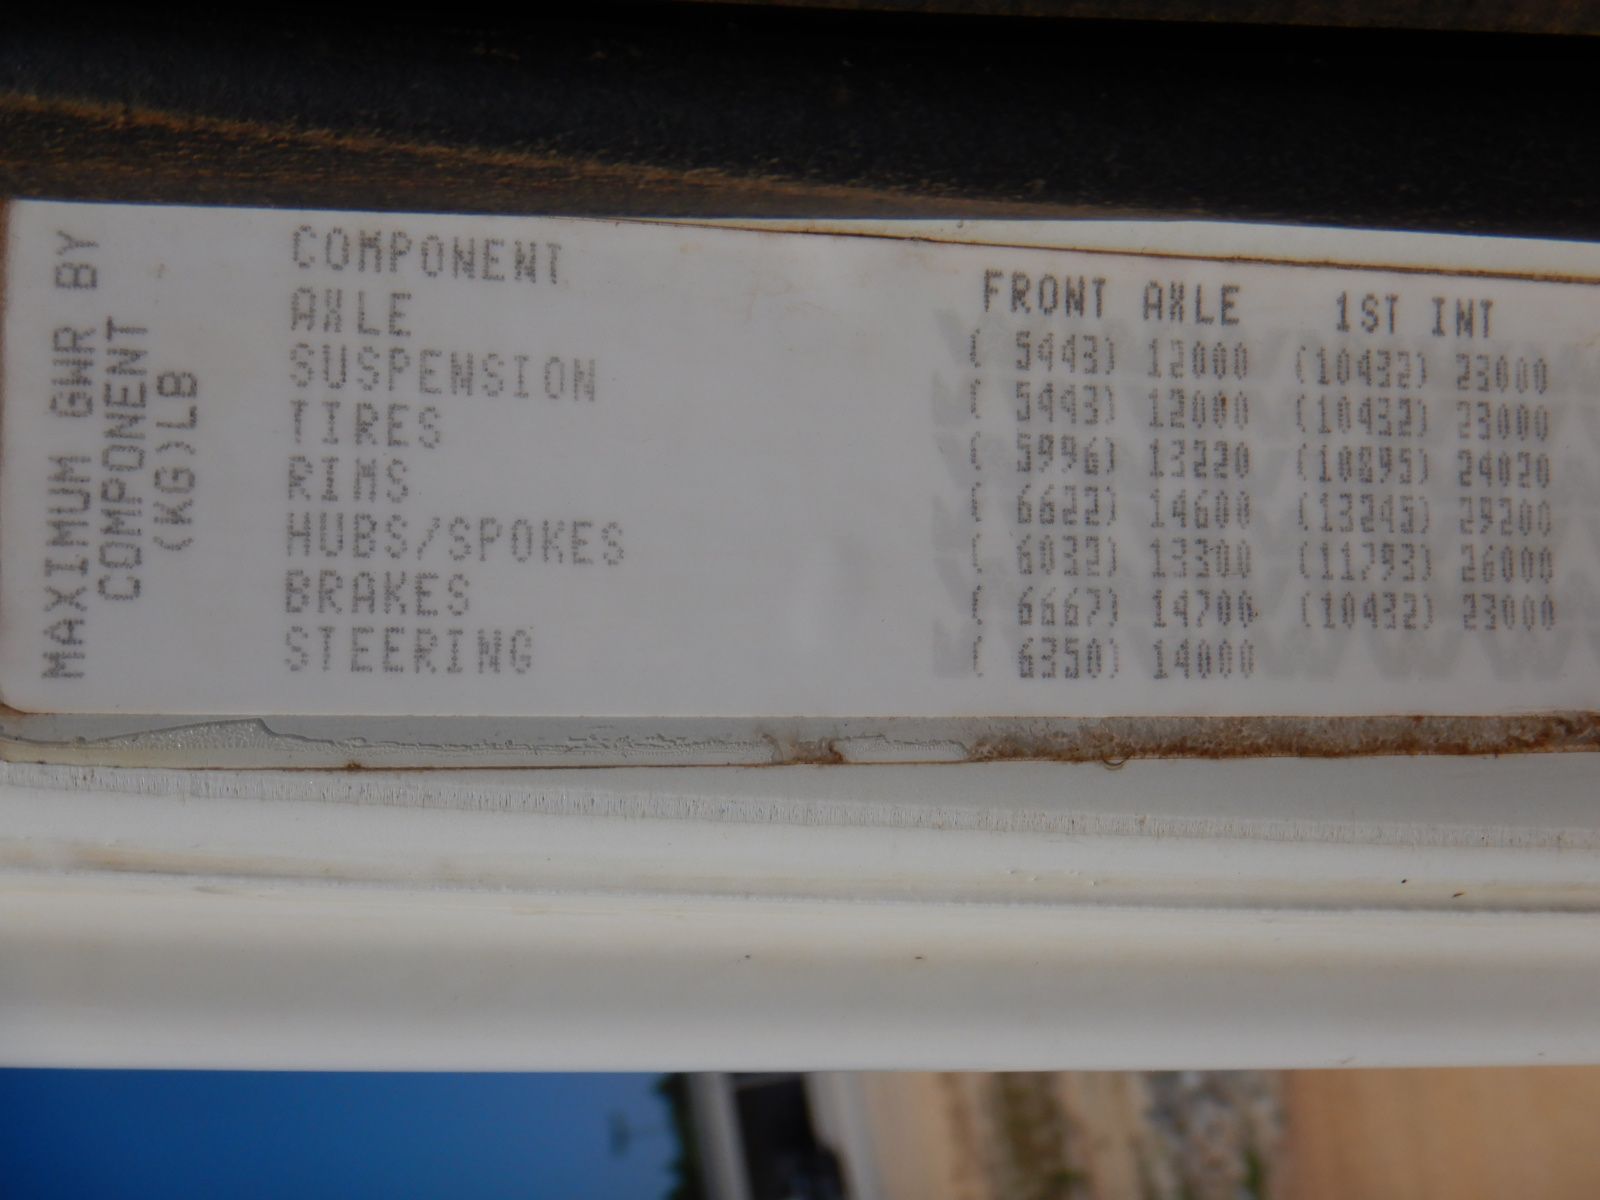 MAXIMUM GWR BY
COMPONENT
(KG)LB
COMPONENT FRONT AXLE 1ST INT
AXLE ( 5443) 12000 (10432) 23000
SUSPENSION ( 5443) 12000 (10432) 23000
TIRES ( 5996) 13220 (10895) 24020
RIMS ( 6622) 14600 (13245) 29200
HUBS/SPOKES ( 6032) 13300 (11793) 26000
BRAKES ( 6667) 14700 (10432) 23000
STEERING ( 6350) 14000